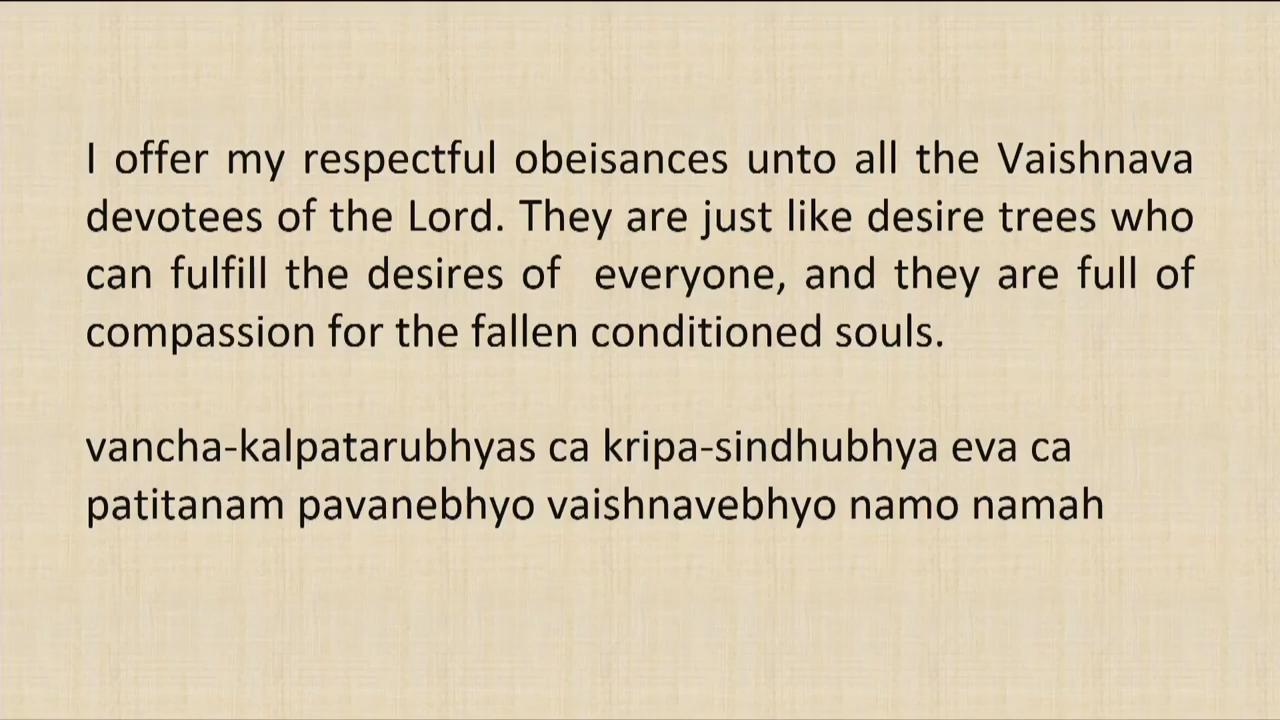 I offer my respectful obeisances unto all the Vaishnava
devotees of the Lord. They are just like desire trees who
can fulfill the desires of  everyone, and they are full of
compassion for the fallen conditioned souls.
vancha-kalpatarubhyas ca kripa-sindhubhya eva ca
patitanam pavanebhyo vaishnavebhyo namo namah